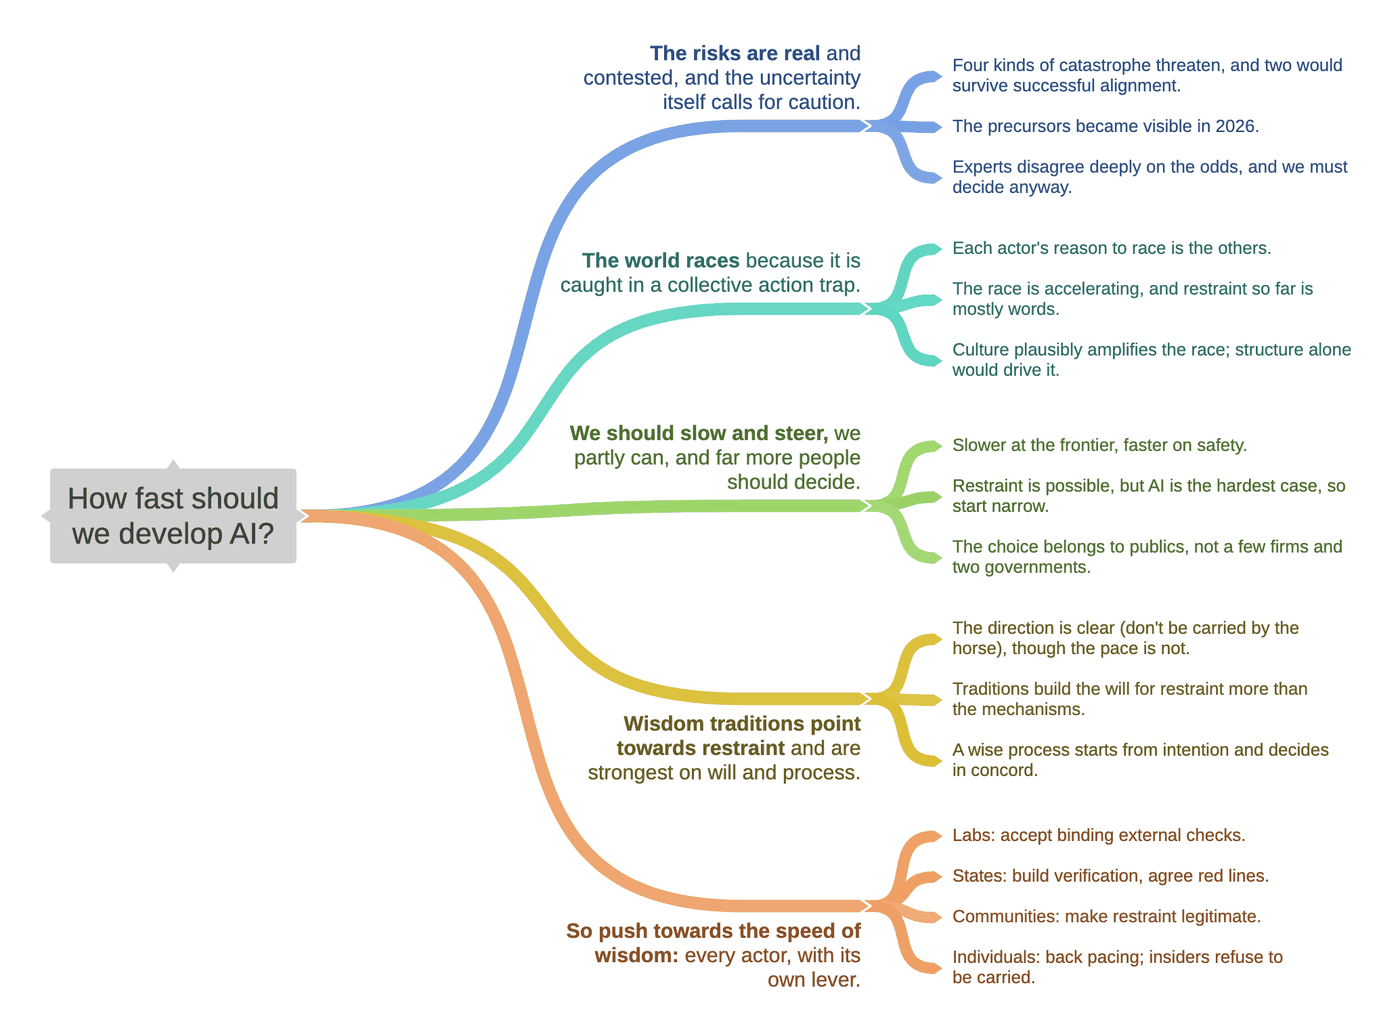 How fast should
we develop AI?
The risks are real and
contested, and the uncertainty
itself calls for caution.
Four kinds of catastrophe threaten, and two would
survive successful alignment.
The precursors became visible in 2026.
Experts disagree deeply on the odds, and we must
decide anyway.
The world races because it is
caught in a collective action trap.
Each actor's reason to race is the others.
The race is accelerating, and restraint so far is
mostly words.
Culture plausibly amplifies the race; structure alone
would drive it.
We should slow and steer, we
partly can, and far more people
should decide.
Slower at the frontier, faster on safety.
Restraint is possible, but AI is the hardest case, so
start narrow.
The choice belongs to publics, not a few firms and
two governments.
Wisdom traditions point
towards restraint and are
strongest on will and process.
The direction is clear (don't be carried by the
horse), though the pace is not.
Traditions build the will for restraint more than
the mechanisms.
A wise process starts from intention and decides
in concord.
So push towards the speed of
wisdom: every actor, with its
own lever.
Labs: accept binding external checks.
States: build verification, agree red lines.
Communities: make restraint legitimate.
Individuals: back pacing; insiders refuse to
be carried.